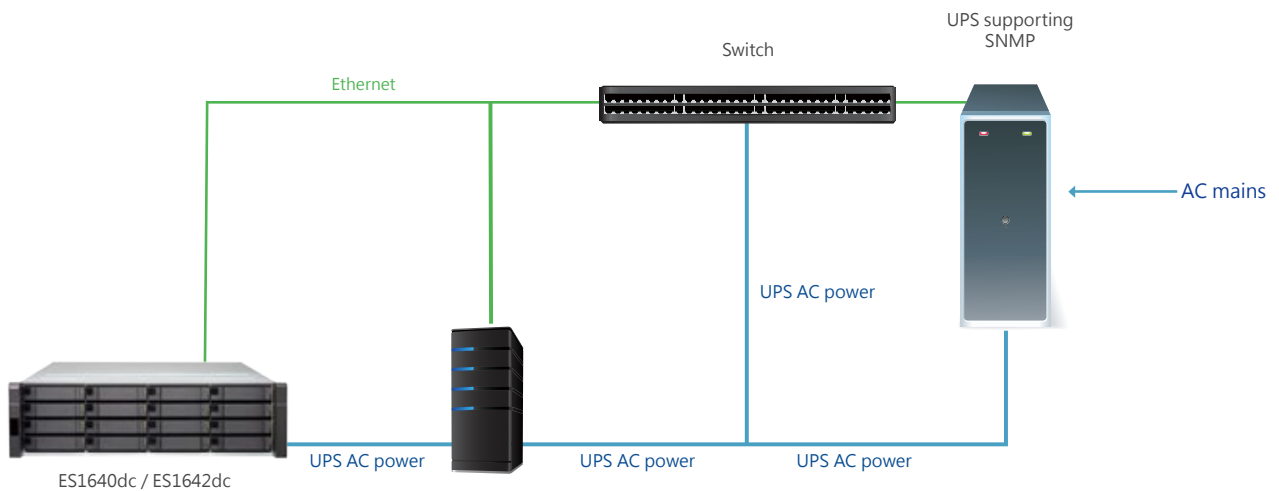 UPS supporting
SNMP
Switch
Ethernet
AC mains
UPS AC power
UPS AC power
UPS AC power
UPS AC power
ES1640dc / ES1642dc